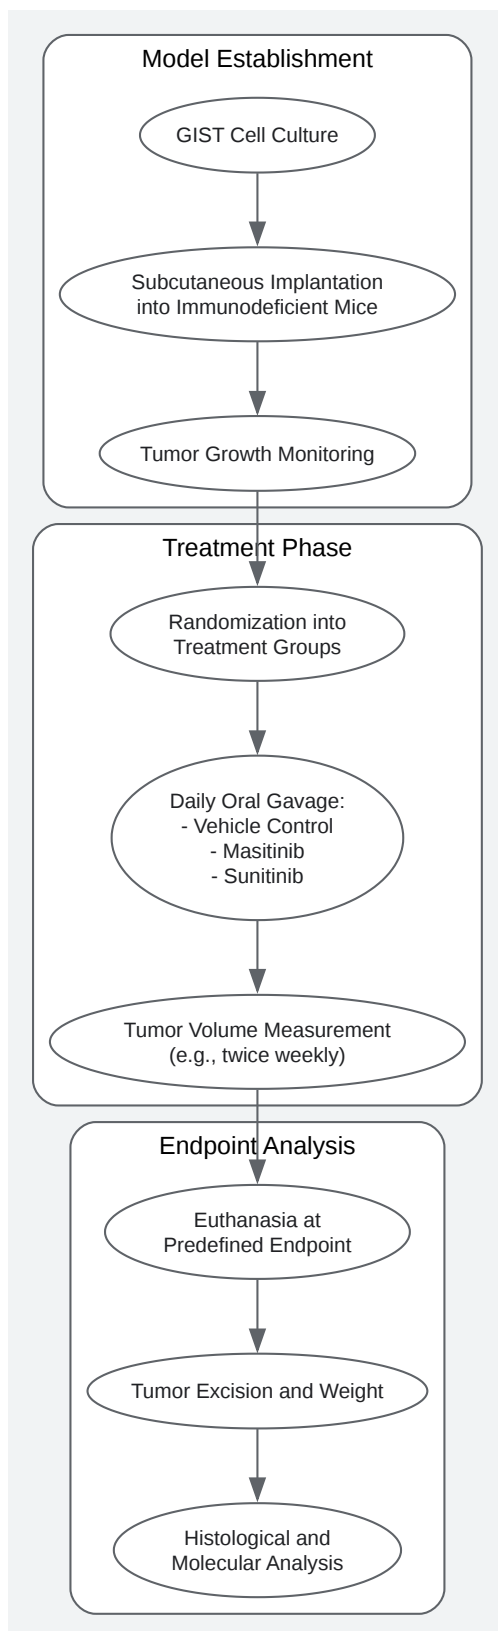 Model Establishment
GIST Cell Culture
Subcutaneous Implantation
into Immunodeficient Mice
Tumor Growth Monitoring
Treatment Phase
Randomization into
Treatment Groups
Daily Oral Gavage:
- Vehicle Control
- Masitinib
- Sunitinib
Tumor Volume Measurement
(e.g., twice weekly)
Endpoint Analysis
Euthanasia at
Predefined Endpoint
Tumor Excision and Weight
Histological and
Molecular Analysis